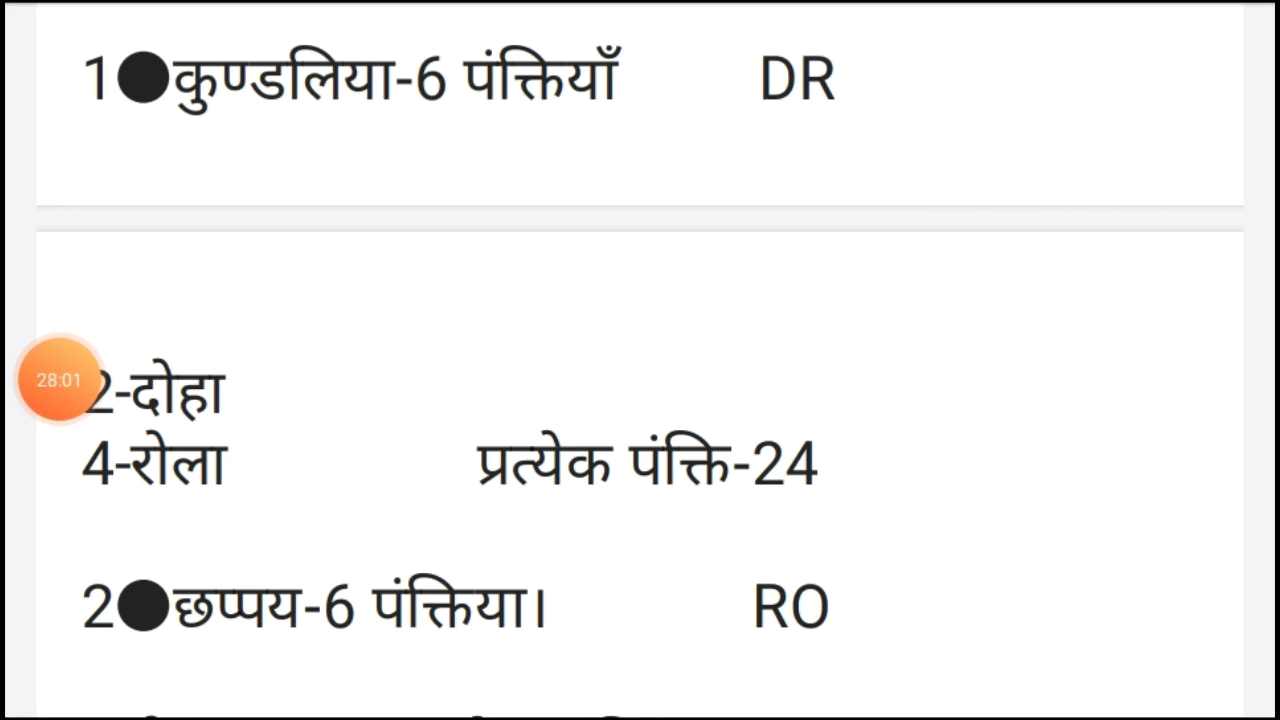 1●कुण्डलिया-6 पंक्तियाँ DR
28:01
2-दोहा
4-रोला प्रत्येक पंक्ति-24
2●छप्पय-6 पंक्तिया। RO